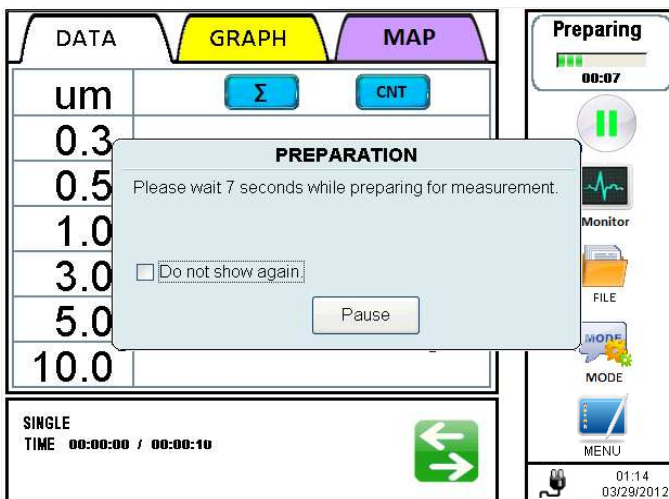 DATA
GRAPH
MAP
um
Σ
CNT
0.3
0.5
1.0
3.0
5.0
10.0
PREPARATION
Please wait 7 seconds while preparing for measurement.
Do not show again.
Pause
SINGLE
TIME 00:00:00 / 00:00:10
Preparing
00:07
Monitor
FILE
MODE
MODE
MENU
01:14
03/29/2012